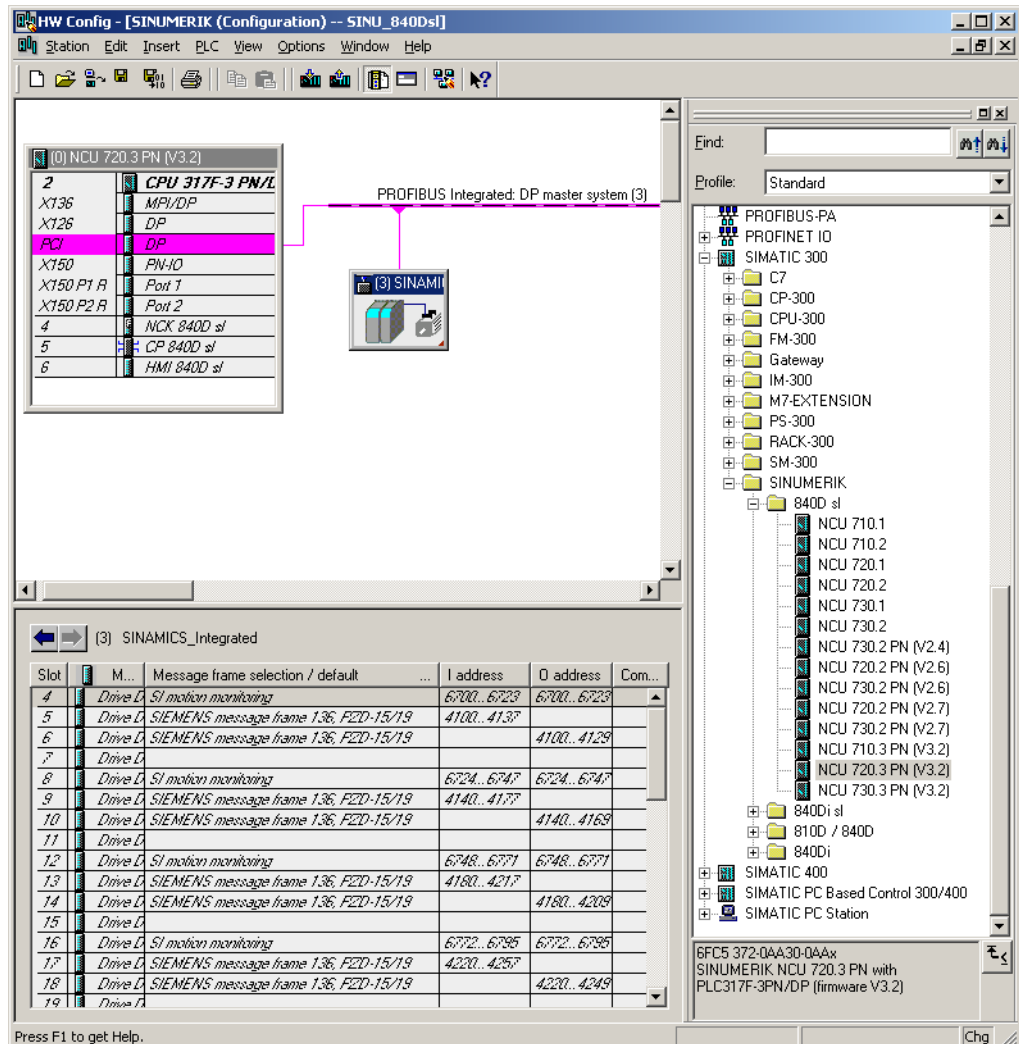 HW Config - [SINUMERIK (Configuration) -- SINU_840Dsl]
Station Edit Insert PLC View Options Window Help
(0) NCU 720.3 PN (V3.2)
2 CPU 317F-3 PN/D
X136 MPI/DP
X126 DP
PCI DP
X150 PN-IO
X150 P1 R Port 1
X150 P2 R Port 2
4 NCK 840D sl
5 CP 840D sl
6 HMI 840D sl
PROFIBUS Integrated: DP master system (3)
(3) SINAMI
(3) SINAMICS_Integrated
Slot M... Message frame selection / default ... I address O address Com...
4 Drive D SI motion monitoring 6700...6723 6700...6723
5 Drive D SIEMENS message frame 136, PZD-15/19 4100...4137
6 Drive D SIEMENS message frame 136, PZD-15/19 4100...4129
7 Drive D
8 Drive D SI motion monitoring 6724...6747 6724...6747
9 Drive D SIEMENS message frame 136, PZD-15/19 4140...4177
10 Drive D SIEMENS message frame 136, PZD-15/19 4140...4169
11 Drive D
12 Drive D SI motion monitoring 6748...6771 6748...6771
13 Drive D SIEMENS message frame 136, PZD-15/19 4180...4217
14 Drive D SIEMENS message frame 136, PZD-15/19 4180...4209
15 Drive D
16 Drive D SI motion monitoring 6772...6795 6772...6795
17 Drive D SIEMENS message frame 136, PZD-15/19 4220...4257
18 Drive D SIEMENS message frame 136, PZD-15/19 4220...4249
19 Drive D
Find:
Profile: Standard
PROFIBUS-PA
PROFINET IO
SIMATIC 300
C7
CP-300
CPU-300
FM-300
Gateway
IM-300
M7-EXTENSION
PS-300
RACK-300
SM-300
SINUMERIK
840D sl
NCU 710.1
NCU 710.2
NCU 720.1
NCU 720.2
NCU 730.1
NCU 730.2
NCU 730.2 PN (V2.4)
NCU 720.2 PN (V2.6)
NCU 730.2 PN (V2.6)
NCU 720.2 PN (V2.7)
NCU 730.2 PN (V2.7)
NCU 710.3 PN (V3.2)
NCU 720.3 PN (V3.2)
NCU 730.3 PN (V3.2)
840Di sl
810D / 840D
840Di
SIMATIC 400
SIMATIC PC Based Control 300/400
SIMATIC PC Station
6FC5 372-0AA30-0AAx
SINUMERIK NCU 720.3 PN with
PLC317F-3PN/DP (firmware V3.2)
Press F1 to get Help.
Chg